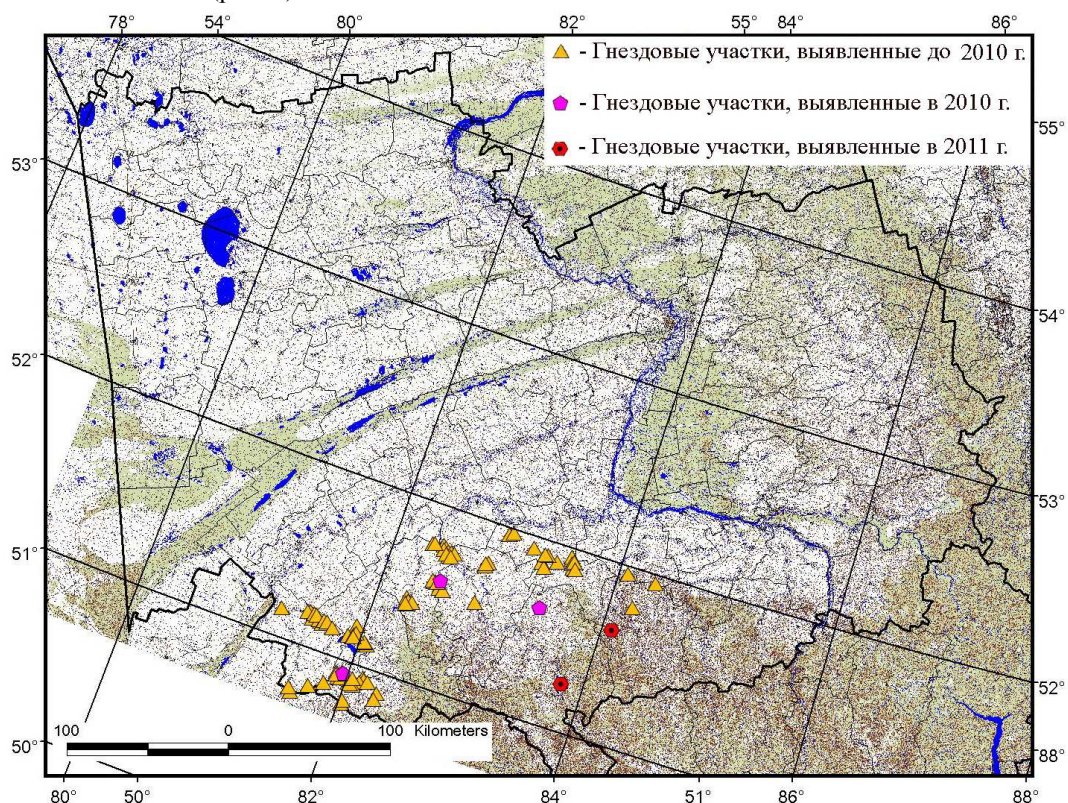 78° 54° 80° 82° 55° 84° 86°
- Гнездовые участки, выявленные до 2010 г.
- Гнездовые участки, выявленные в 2010 г.
- Гнездовые участки, выявленные в 2011 г.
55°
53°
54°
52°
53°
51°
52°
50°
88°
100 0 100 Kilometers
80° 50° 82° 84° 51° 86°